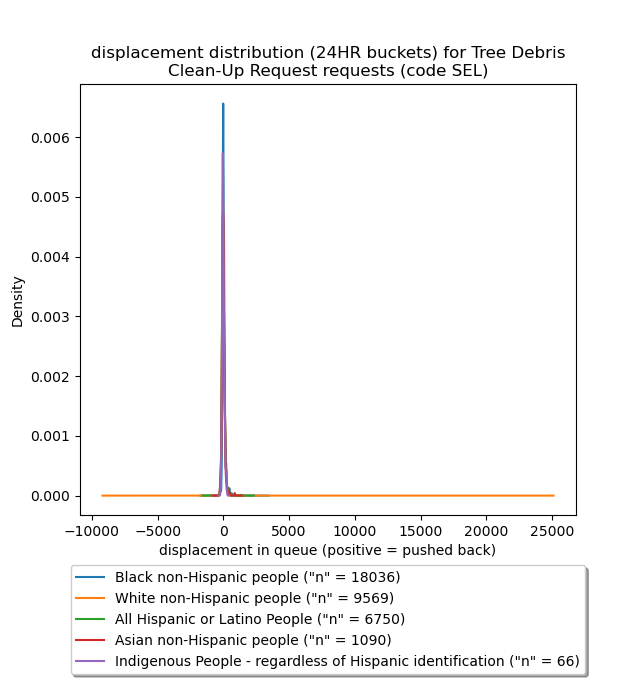 displacement distribution (24HR buckets) for Tree Debris
Clean-Up Request requests (code SEL)
0.006
0.005
0.004
0.003
0.002
0.001
0.000
Density
−10000 −5000 0 5000 10000 15000 20000 25000
displacement in queue (positive = pushed back)
Black non-Hispanic people ("n" = 18036)
White non-Hispanic people ("n" = 9569)
All Hispanic or Latino People ("n" = 6750)
Asian non-Hispanic people ("n" = 1090)
Indigenous People - regardless of Hispanic identification ("n" = 66)